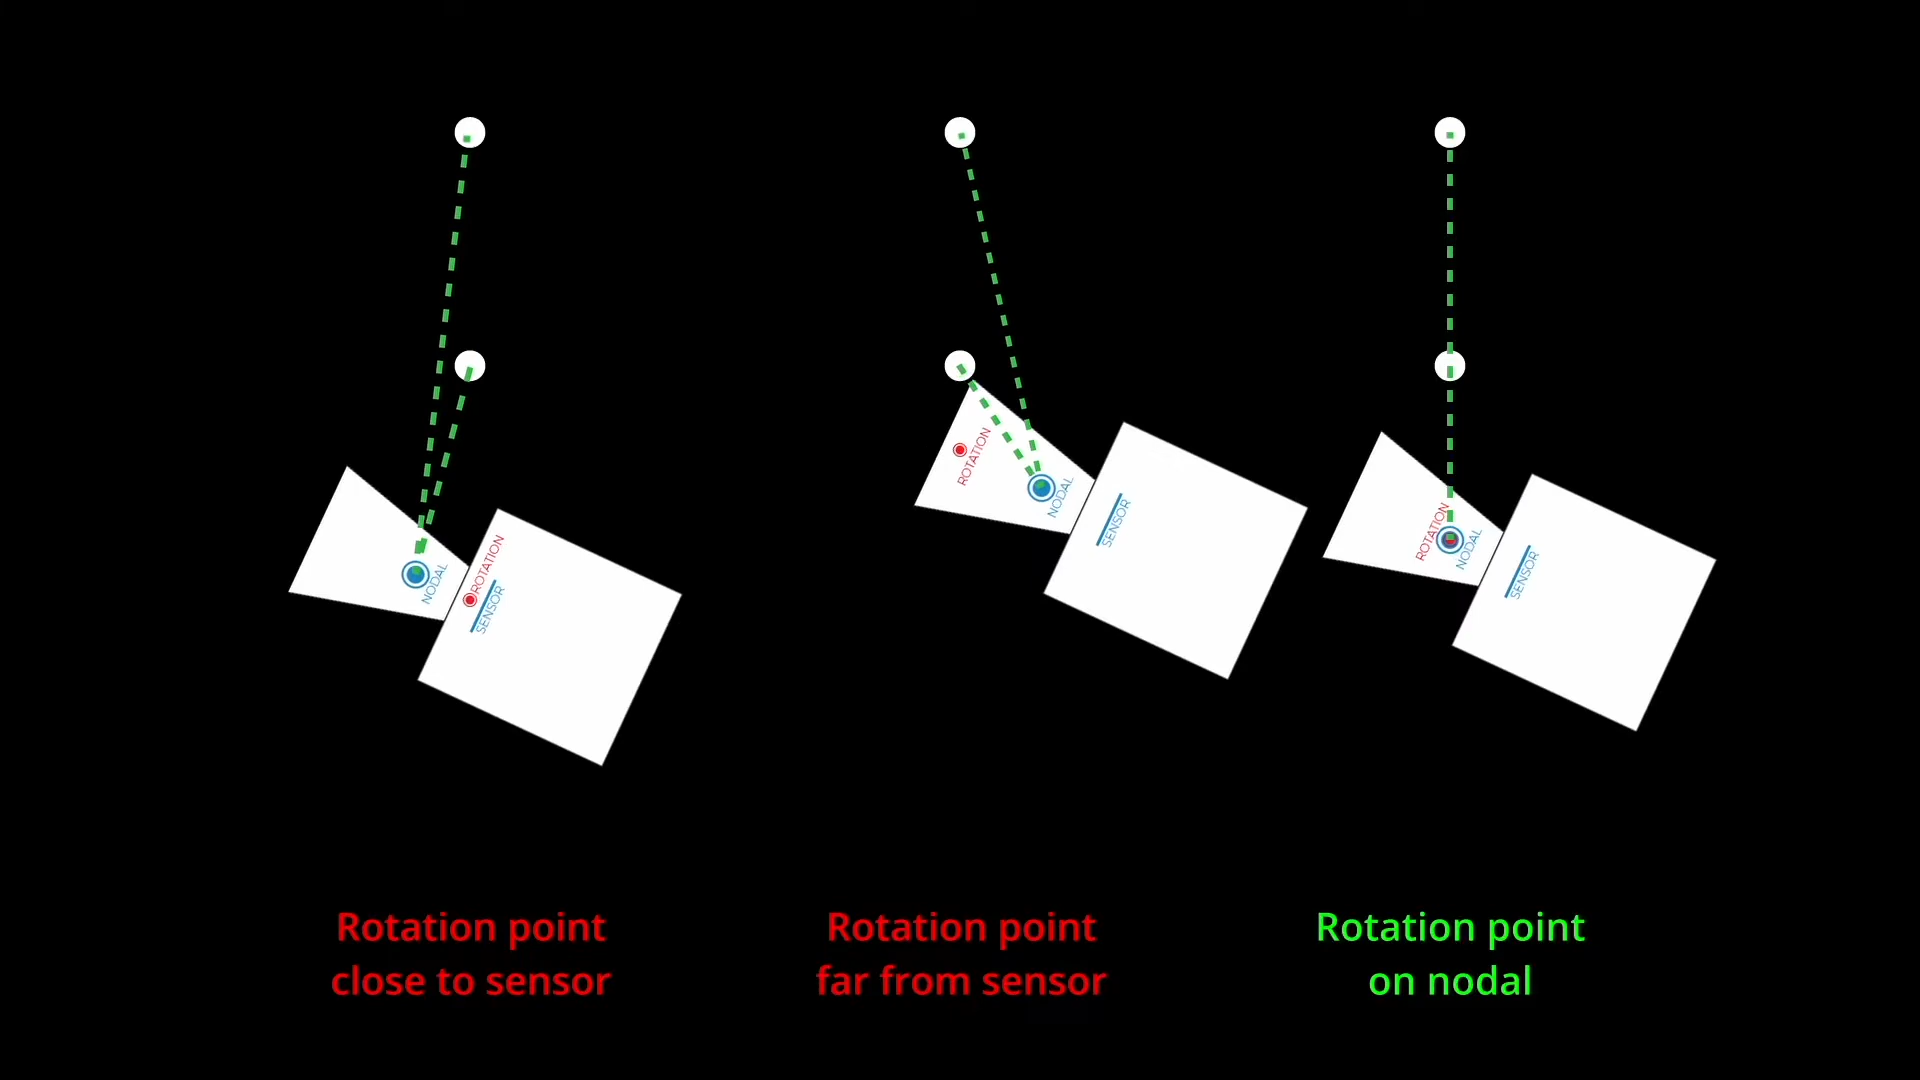 ROTATION
NODAL
SENSOR
ROTATION
NODAL
SENSOR
ROTATION
NODAL
SENSOR
Rotation point
close to sensor
Rotation point
far from sensor
Rotation point
on nodal